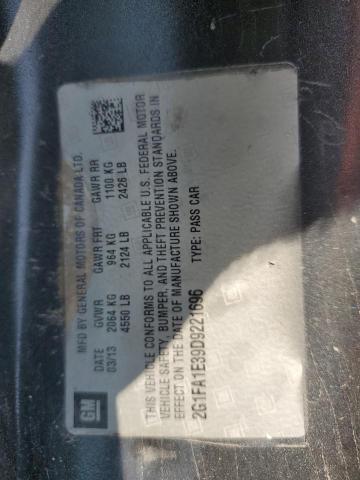 MFD BY GENERAL MOTORS OF CANADA LTD.
DATE GVWR GAWR FRT GAWR RR
03/13 2064 KG 964 KG 1100 KG
4550 LB 2124 LB 2426 LB
THIS VEHICLE CONFORMS TO ALL APPLICABLE U.S. FEDERAL MOTOR
VEHICLE SAFETY, BUMPER, AND THEFT PREVENTION STANDARDS IN
EFFECT ON THE DATE OF MANUFACTURE SHOWN ABOVE.
2G1FA1E39D9221696 TYPE: PASS CAR
GM